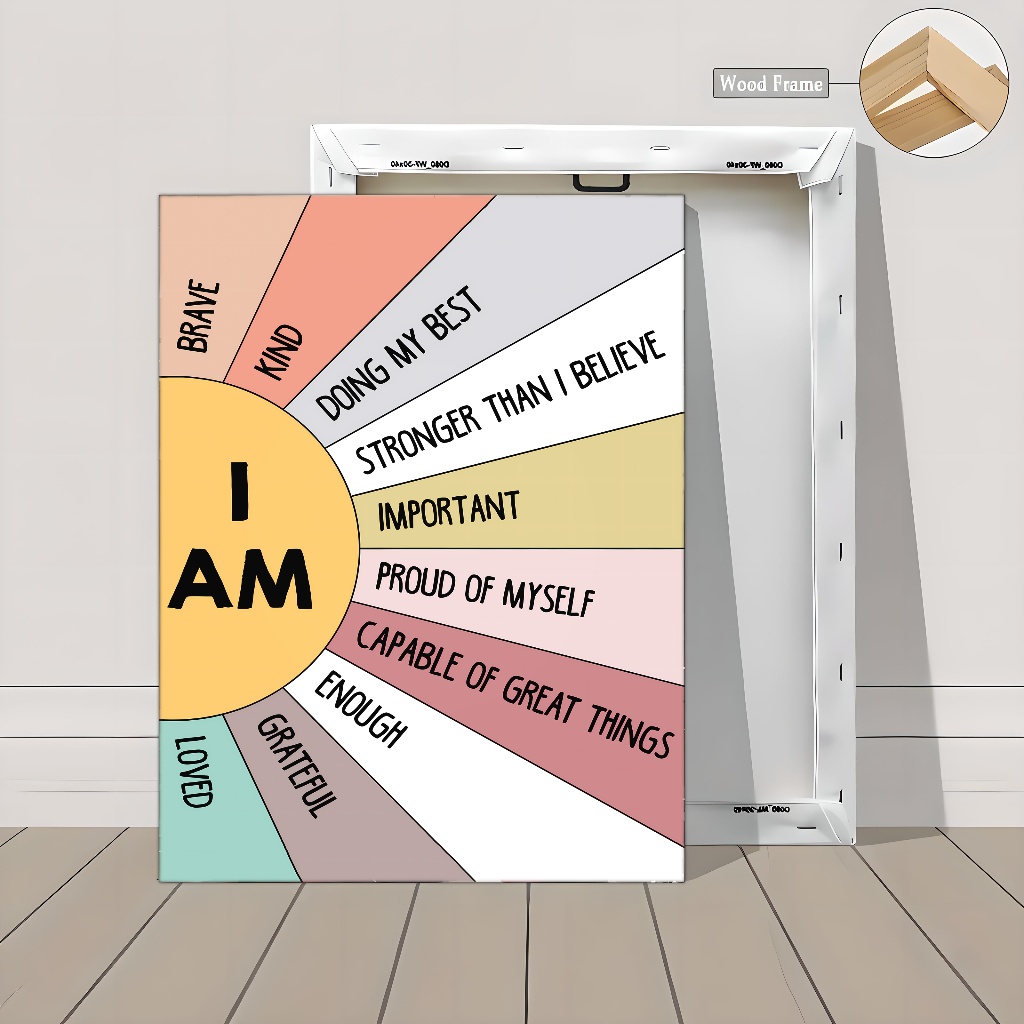 Wood Frame
BRAVE
KIND
DOING MY BEST
STRONGER THAN I BELIEVE
I
AM
IMPORTANT
PROUD OF MYSELF
CAPABLE OF GREAT THINGS
ENOUGH
GRATEFUL
LOVED